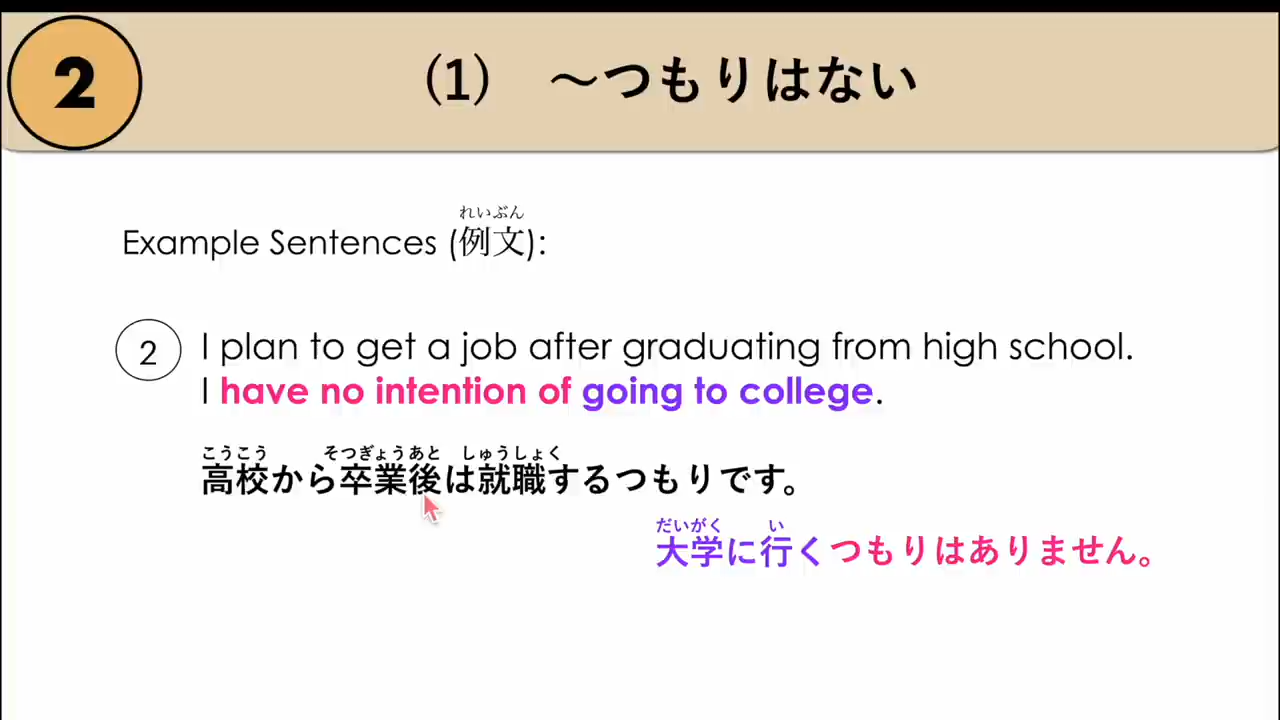 2
(1) ～つもりはない
れいぶん
Example Sentences (例文):
2
I plan to get a job after graduating from high school.
I have no intention of going to college.
こうこう そつぎょうあと しゅうしょく
高校から卒業後は就職するつもりです。
だいがく い
大学に行くつもりはありません。